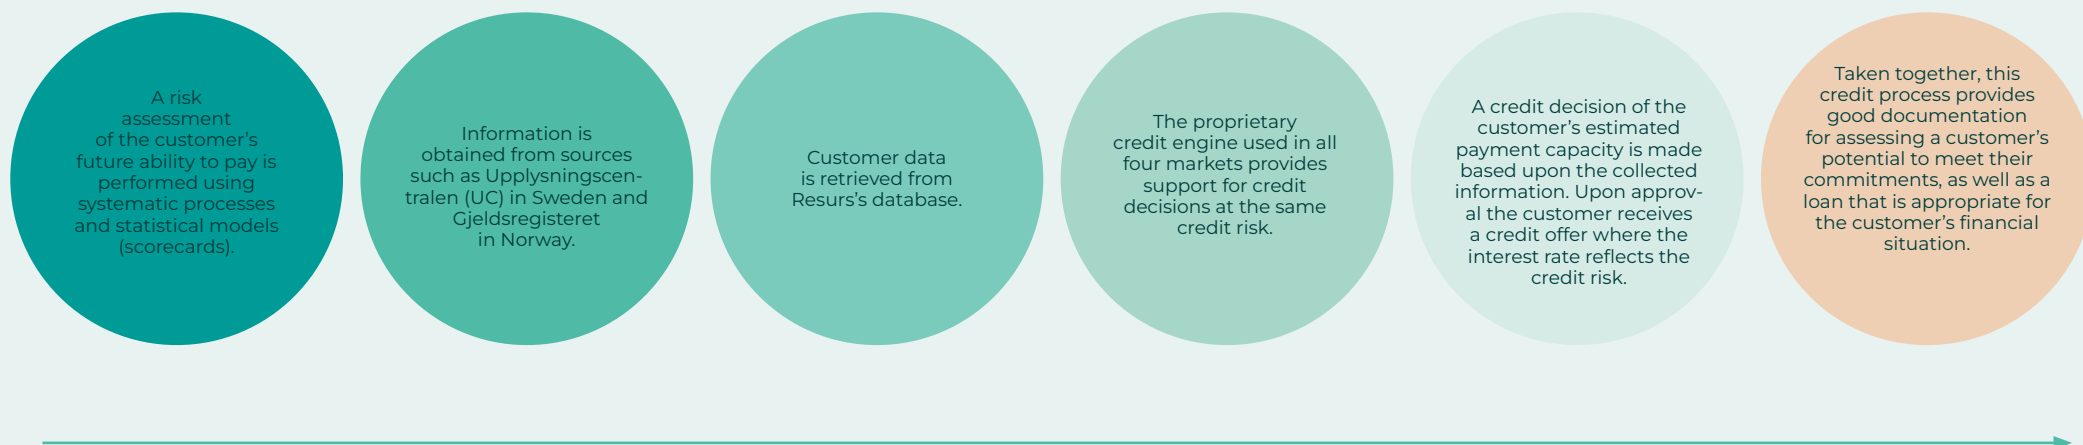 A risk
assessment
of the customer’s
future ability to pay is
performed using
systematic processes
and statistical models
(scorecards).
Information is
obtained from sources
such as Upplysningscen-
tralen (UC) in Sweden and
Gjeldsregisteret
in Norway.
Customer data
is retrieved from
Resurs’s database.
The proprietary
credit engine used in all
four markets provides
support for credit
decisions at the same
credit risk.
A credit decision of the
customer’s estimated
payment capacity is made
based upon the collected
information. Upon approv-
al the customer receives
a credit offer where the
interest rate reflects the
credit risk.
Taken together, this
credit process provides
good documentation
for assessing a customer’s
potential to meet their
commitments, as well as a
loan that is appropriate for
the customer’s financial
situation.